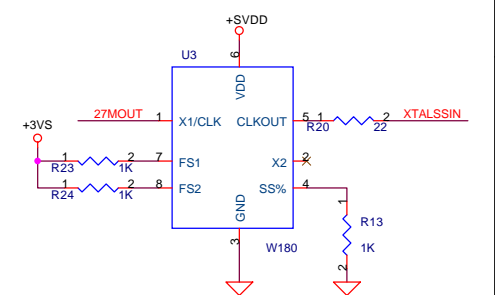 +SVDD
U3
6
VDD
27MOUT
1
X1/CLK
CLKOUT
5
1
2
XTALSSIN
R20
22
+3VS
1
2
7
FS1
X2
2
R23
1K
1
2
8
FS2
SS%
4
R24
1K
1
GND
R13
3
W180
1K
2